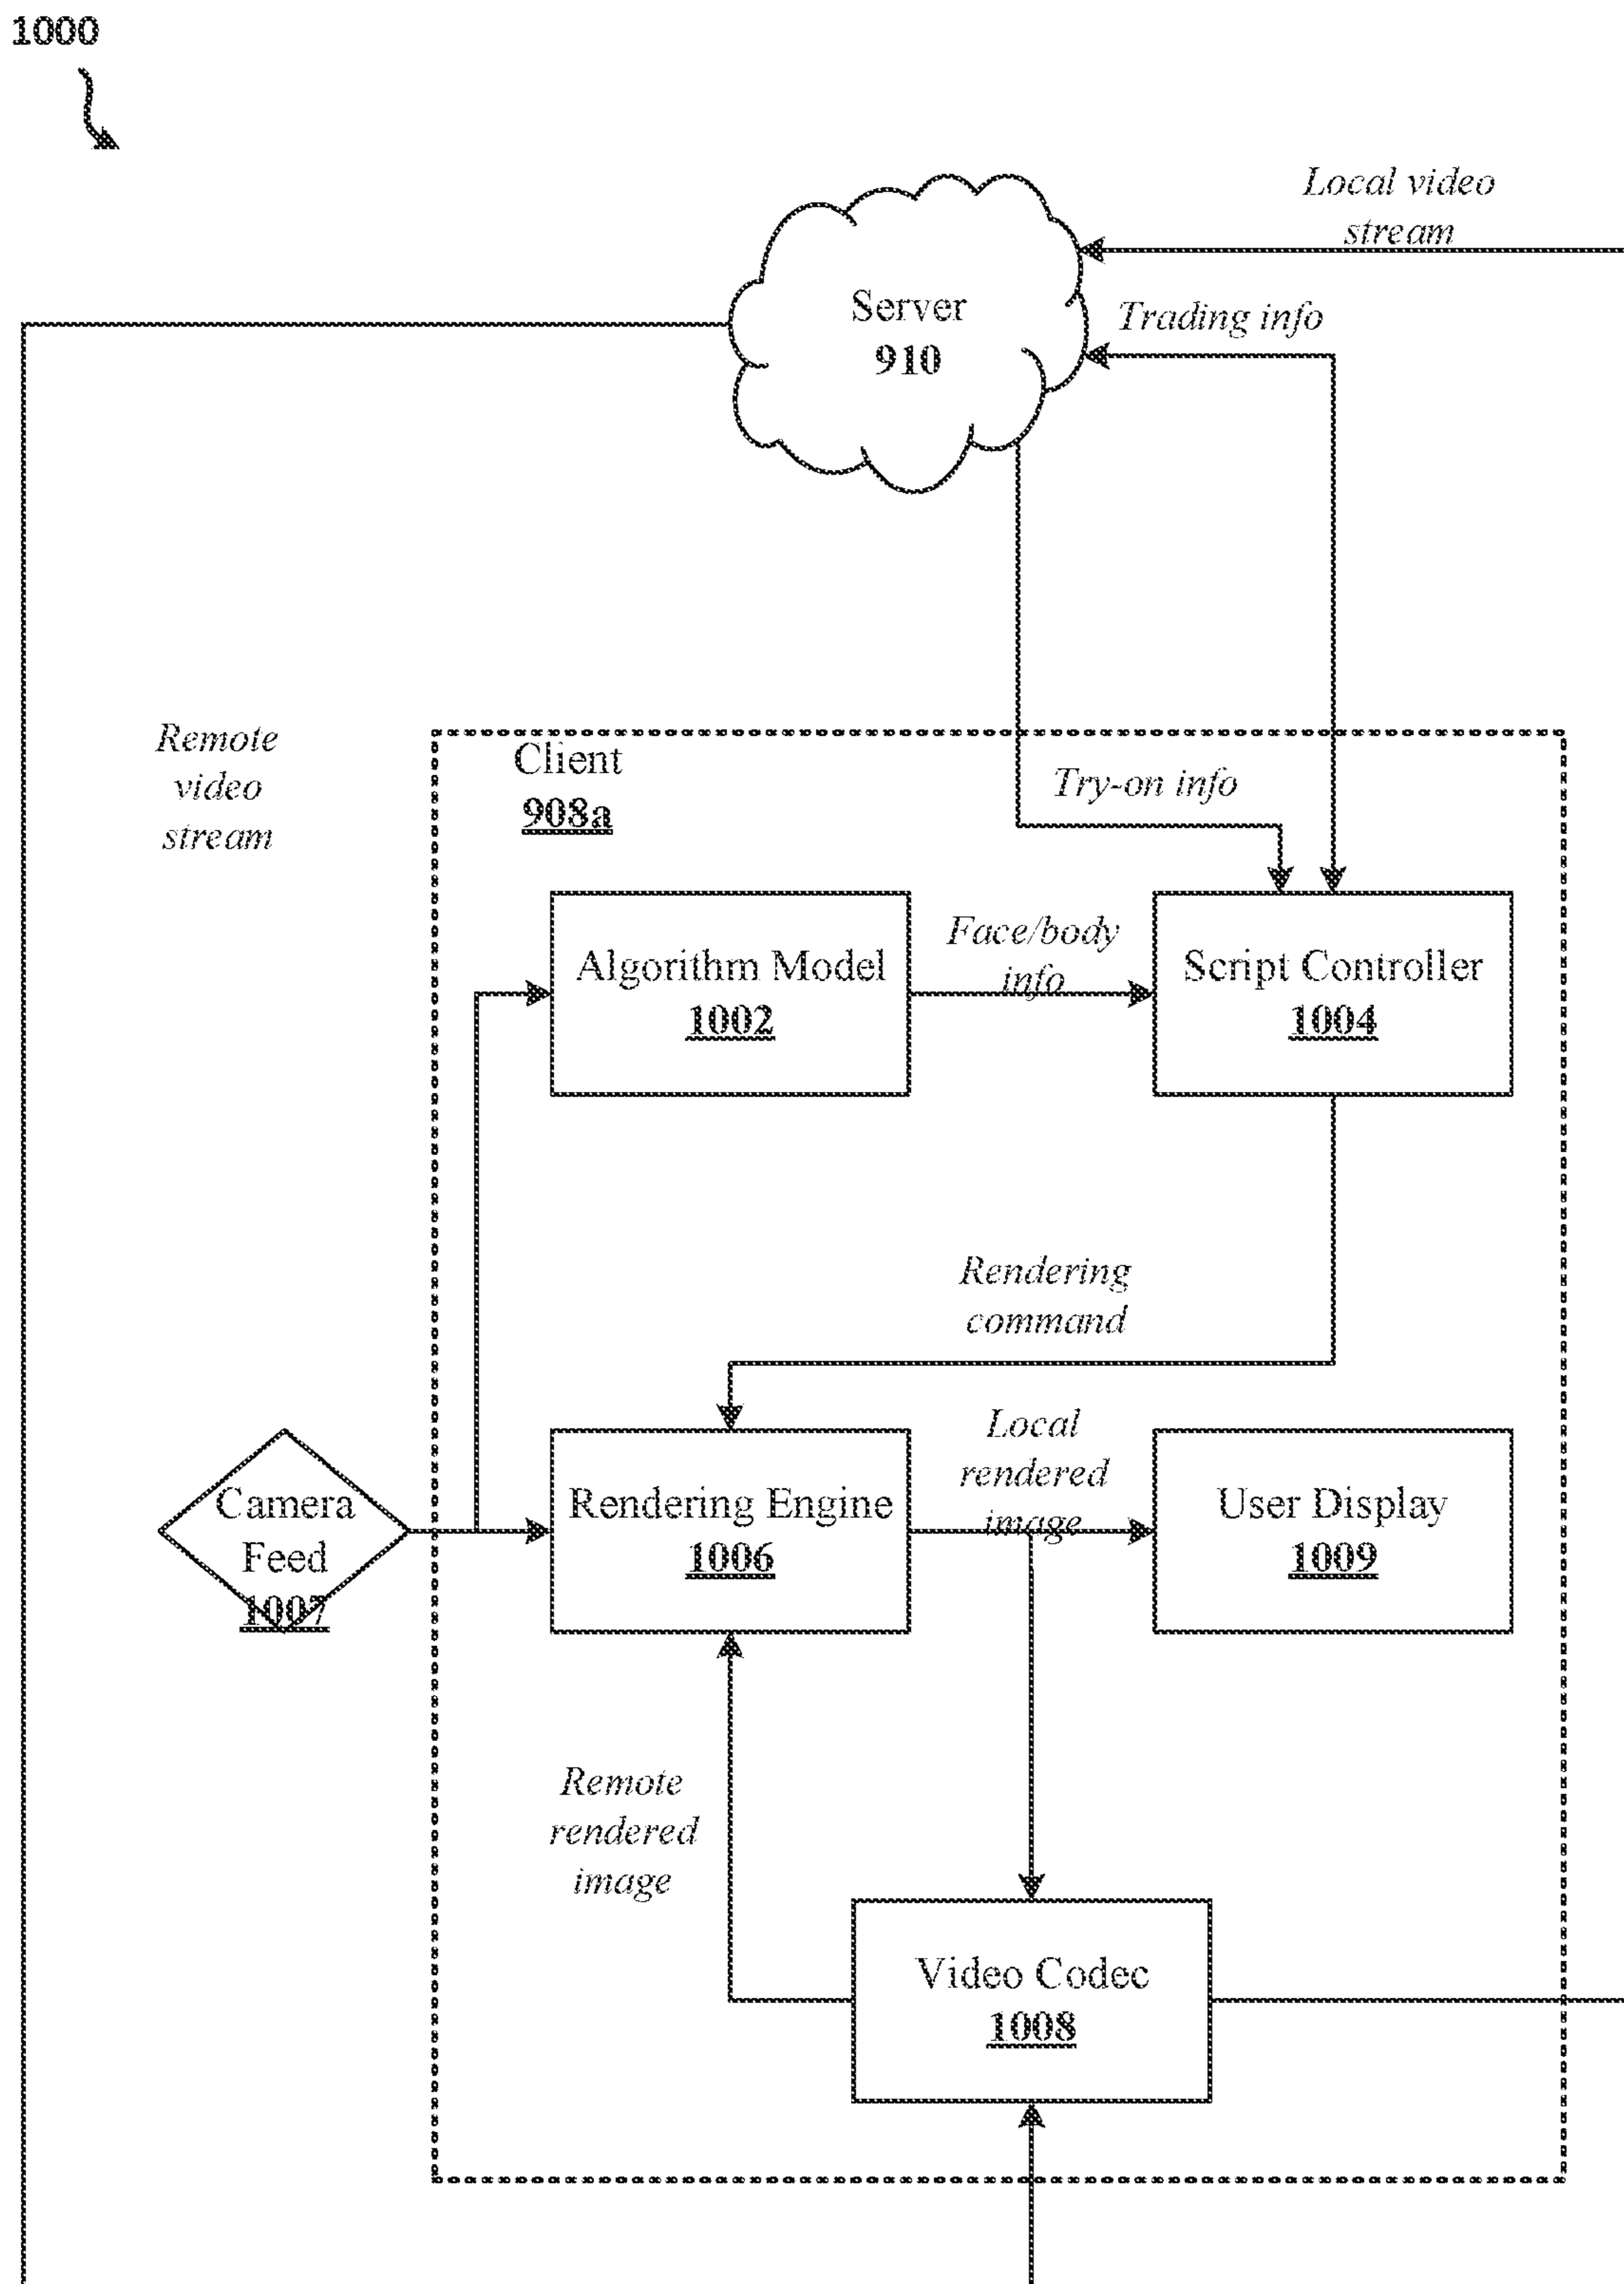 1000
Local video
stream
Server
910
Trading info
Remote
video
stream
Client
908a
Try-on info
Algorithm Model
1002
Face/body
info
Script Controller
1004
Rendering
command
Camera
Feed
1007
Rendering Engine
1006
Local
rendered
image
User Display
1009
Remote
rendered
image
Video Codec
1008